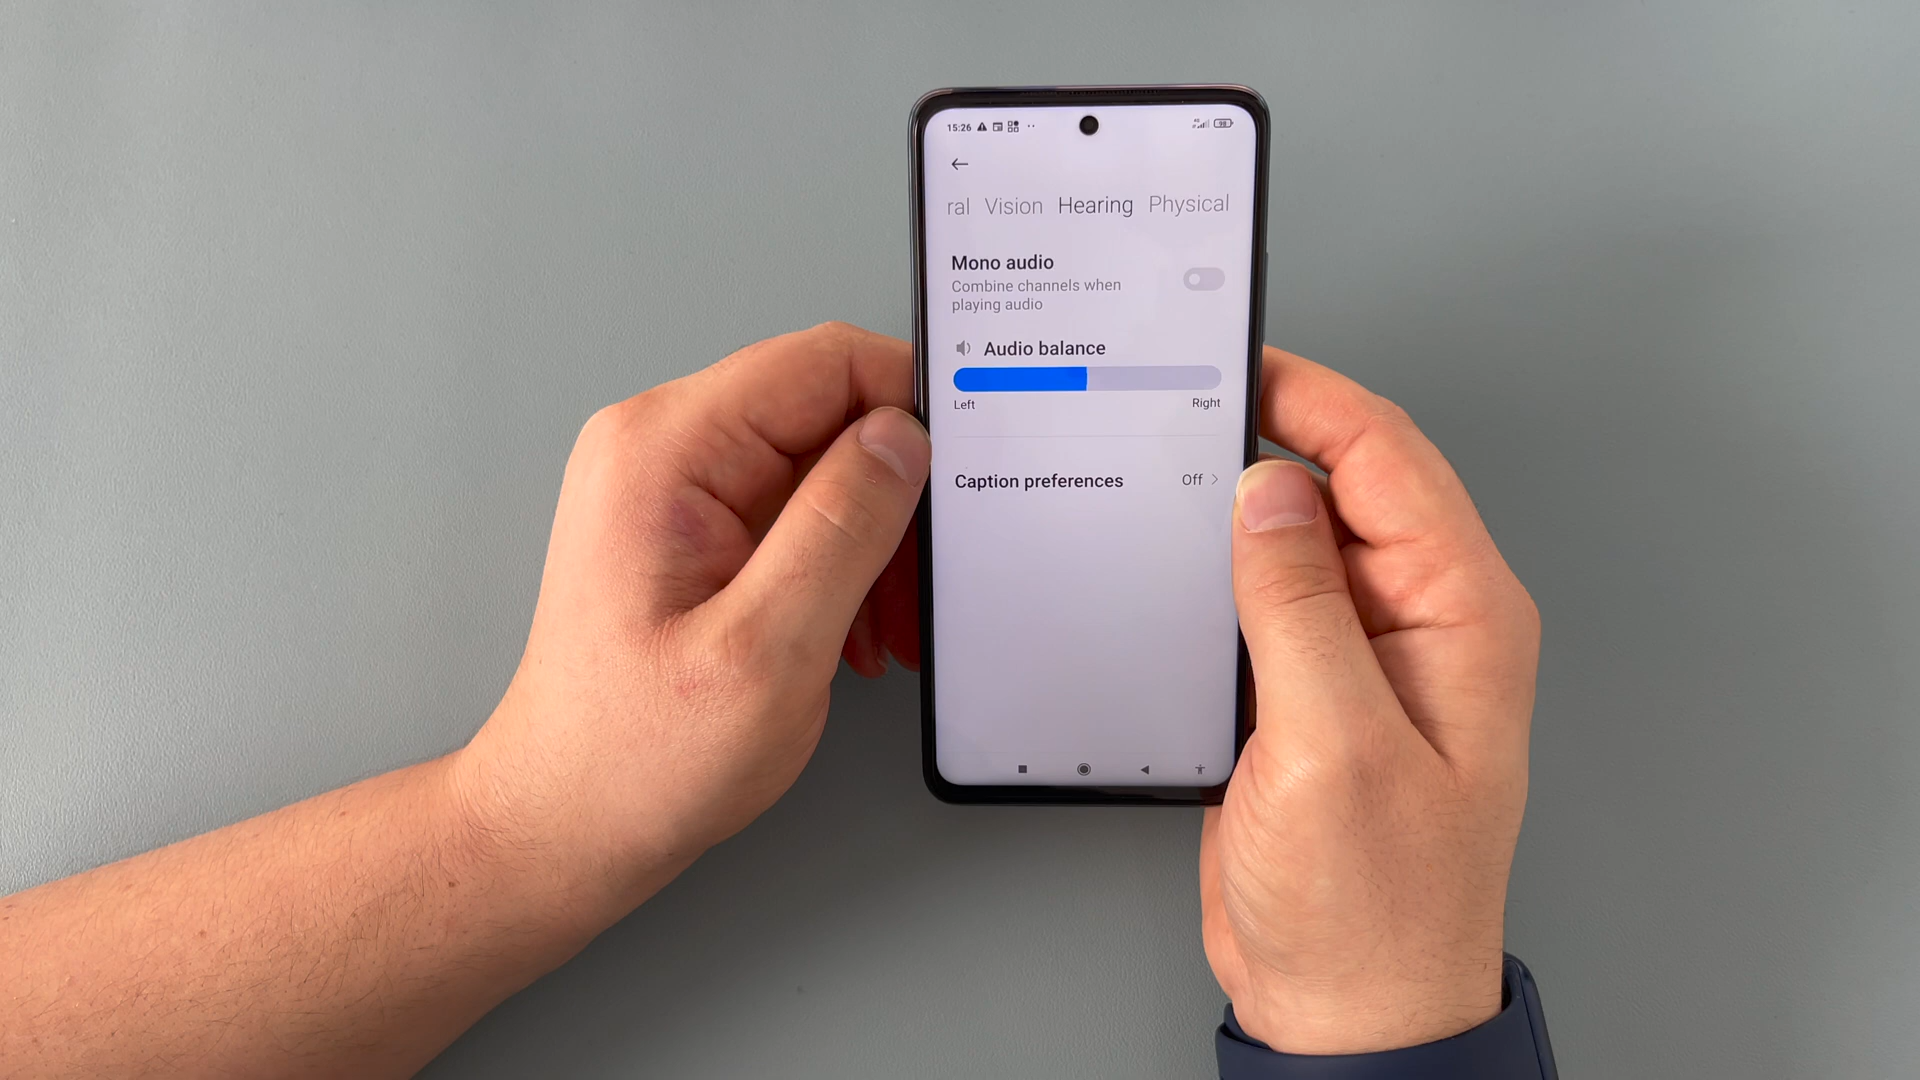 15:26
98
ral Vision Hearing Physical
Mono audio
Combine channels when
playing audio
Audio balance
Left Right
Caption preferences Off